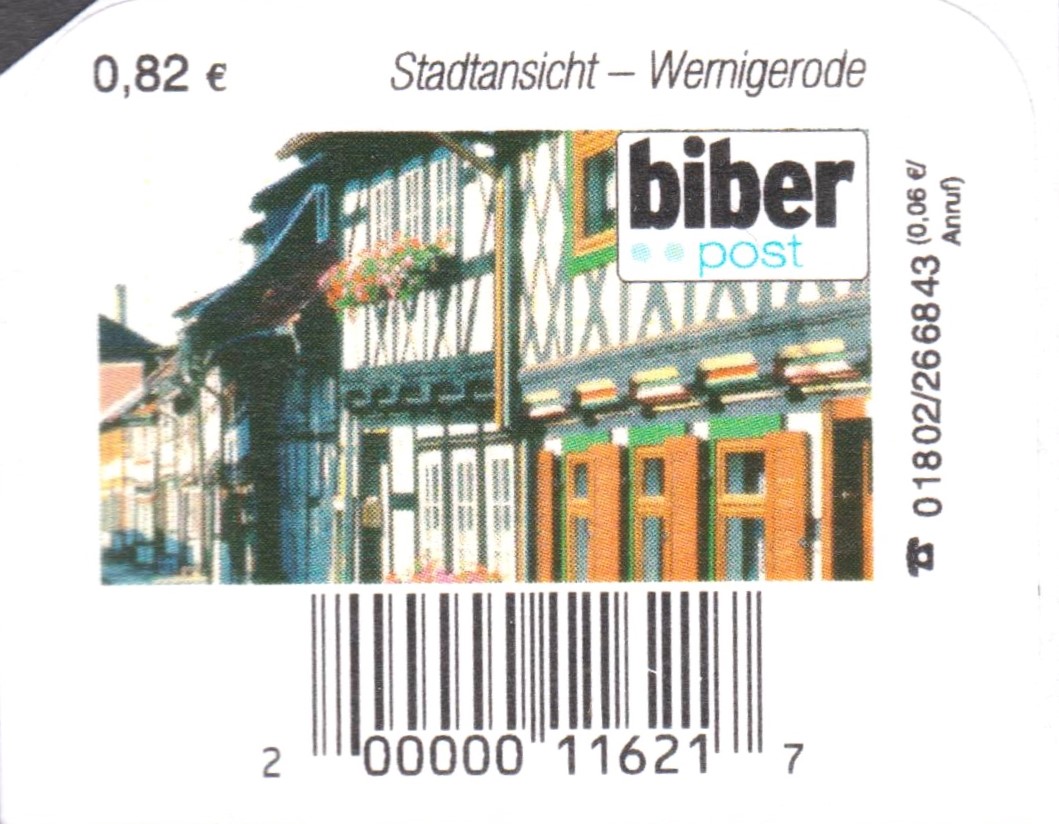 0,82 €
Stadtansicht – Wernigerode
biber
post
☎ 01802/266843 (0,06 €/
Anruf)
2 00000 11621 7